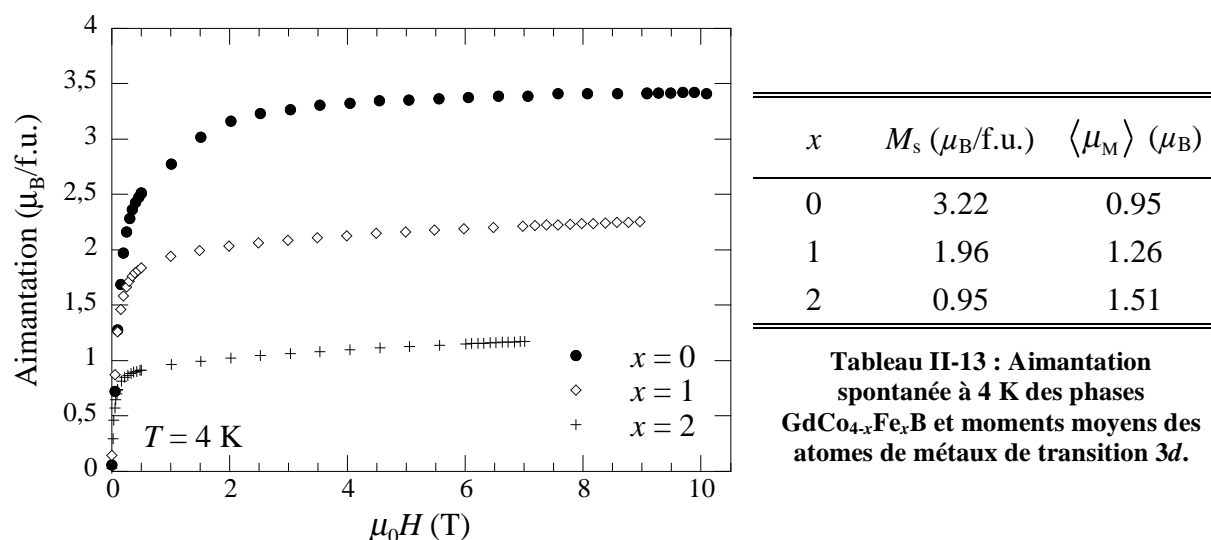 4
3,5
3
2,5
2
1,5
1
0,5
0
Aimantation (μB/f.u.)
x = 0
x = 1
x = 2
T = 4 K
0 2 4 6 8 10
μ0H (T)
x Ms (μB/f.u.) ⟨μM⟩ (μB)
0 3.22 0.95
1 1.96 1.26
2 0.95 1.51
Tableau II-13 : Aimantation
spontanée à 4 K des phases
GdCo4-xFexB et moments moyens des
atomes de métaux de transition 3d.